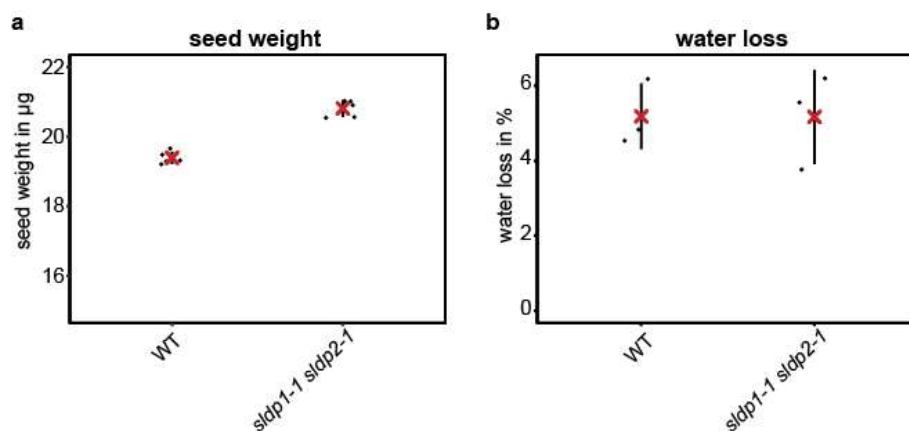 a
seed weight
seed weight in µg
22
20
18
16
WT
sldp1-1 sldp2-1
b
water loss
water loss in %
6
4
2
0
WT
sldp1-1 sldp2-1